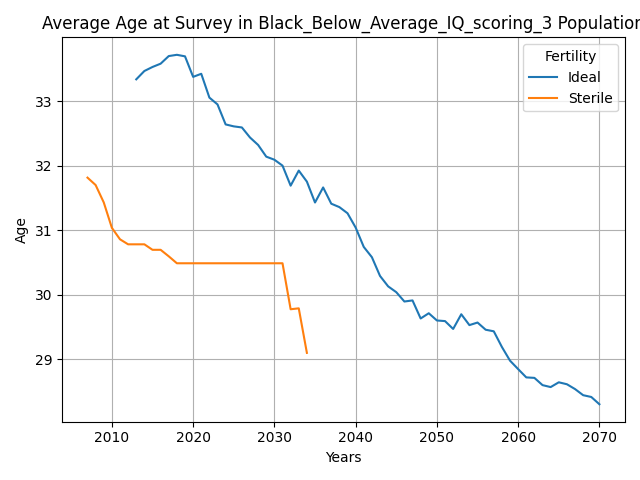 Average Age at Survey in Black_Below_Average_IQ_scoring_3 Population
Fertility
Ideal
Sterile
33
32
31
30
29
Age
2010 2020 2030 2040 2050 2060 2070
Years